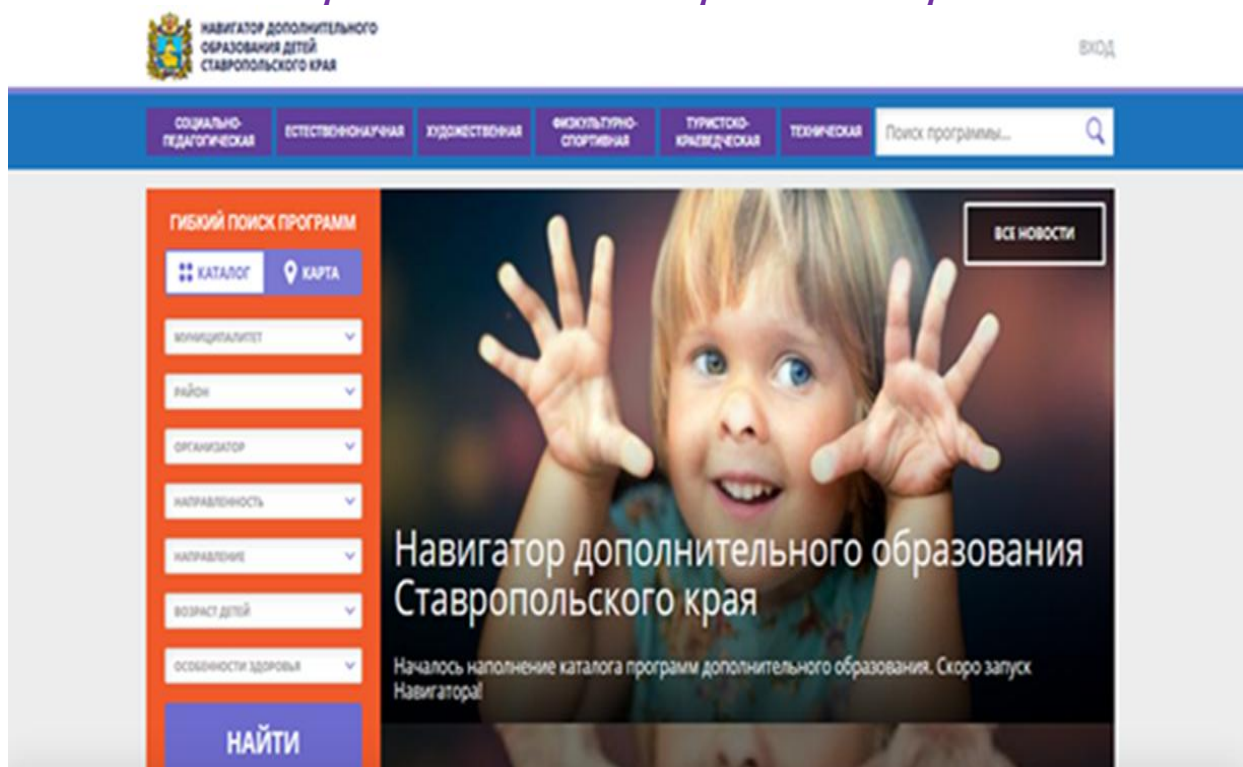 НАВИГАТОР ДОПОЛНИТЕЛЬНОГО
ОБРАЗОВАНИЯ ДЕТЕЙ
СТАВРОПОЛЬСКОГО КРАЯ
ВХОД
СОЦИАЛЬНО-
ПЕДАГОГИЧЕСКАЯ
ЕСТЕСТВЕННОНАУЧНАЯ
ХУДОЖЕСТВЕННАЯ
ФИЗКУЛЬТУРНО-
СПОРТИВНАЯ
ТУРИСТСКО-
КРАЕВЕДЧЕСКАЯ
ТЕХНИЧЕСКАЯ
Поиск программы...
ГИБКИЙ ПОИСК ПРОГРАММ
КАТАЛОГ
КАРТА
МУНИЦИПАЛИТЕТ
РАЙОН
ОРГАНИЗАТОР
НАПРАВЛЕННОСТЬ
НАПРАВЛЕНИЕ
ВОЗРАСТ ДЕТЕЙ
ОСОБЕННОСТИ ЗДОРОВЬЯ
НАЙТИ
ВСЕ НОВОСТИ
Навигатор дополнительного образования
Ставропольского края
Началось наполнение каталога программ дополнительного образования. Скоро запуск
Навигатора!